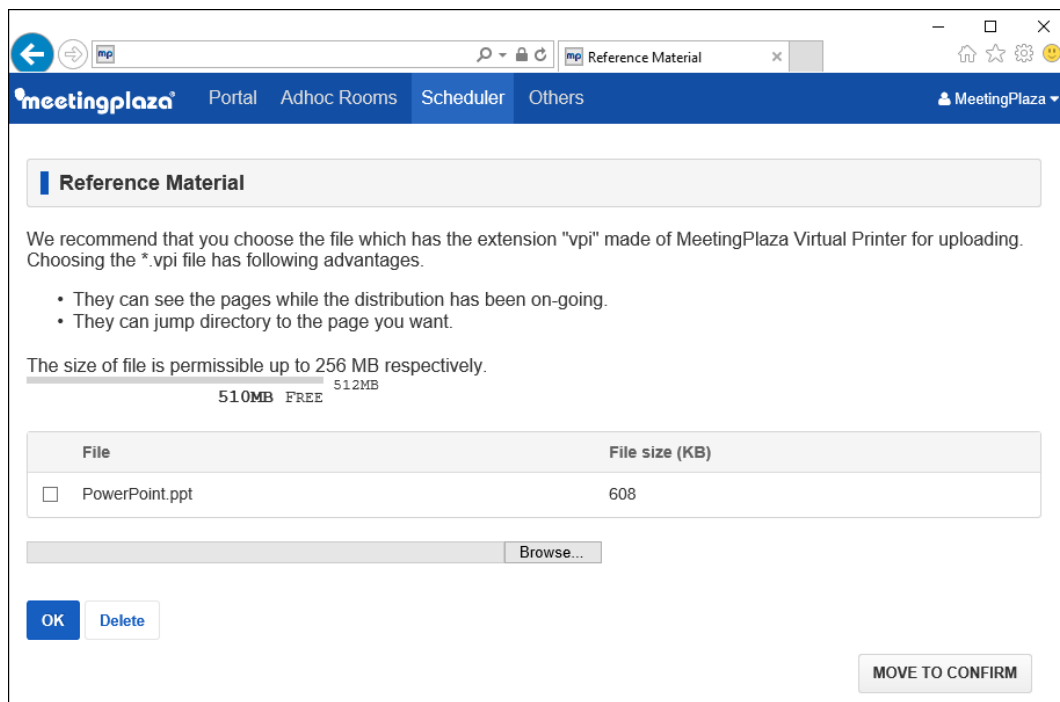 mp
mp Reference Material
meetingplaza Portal Adhoc Rooms Scheduler Others MeetingPlaza
Reference Material
We recommend that you choose the file which has the extension "vpi" made of MeetingPlaza Virtual Printer for uploading.
Choosing the *.vpi file has following advantages.
• They can see the pages while the distribution has been on-going.
• They can jump directory to the page you want.
The size of file is permissible up to 256 MB respectively.
512MB
510MB FREE
File File size (KB)
PowerPoint.ppt 608
Browse...
OK Delete
MOVE TO CONFIRM